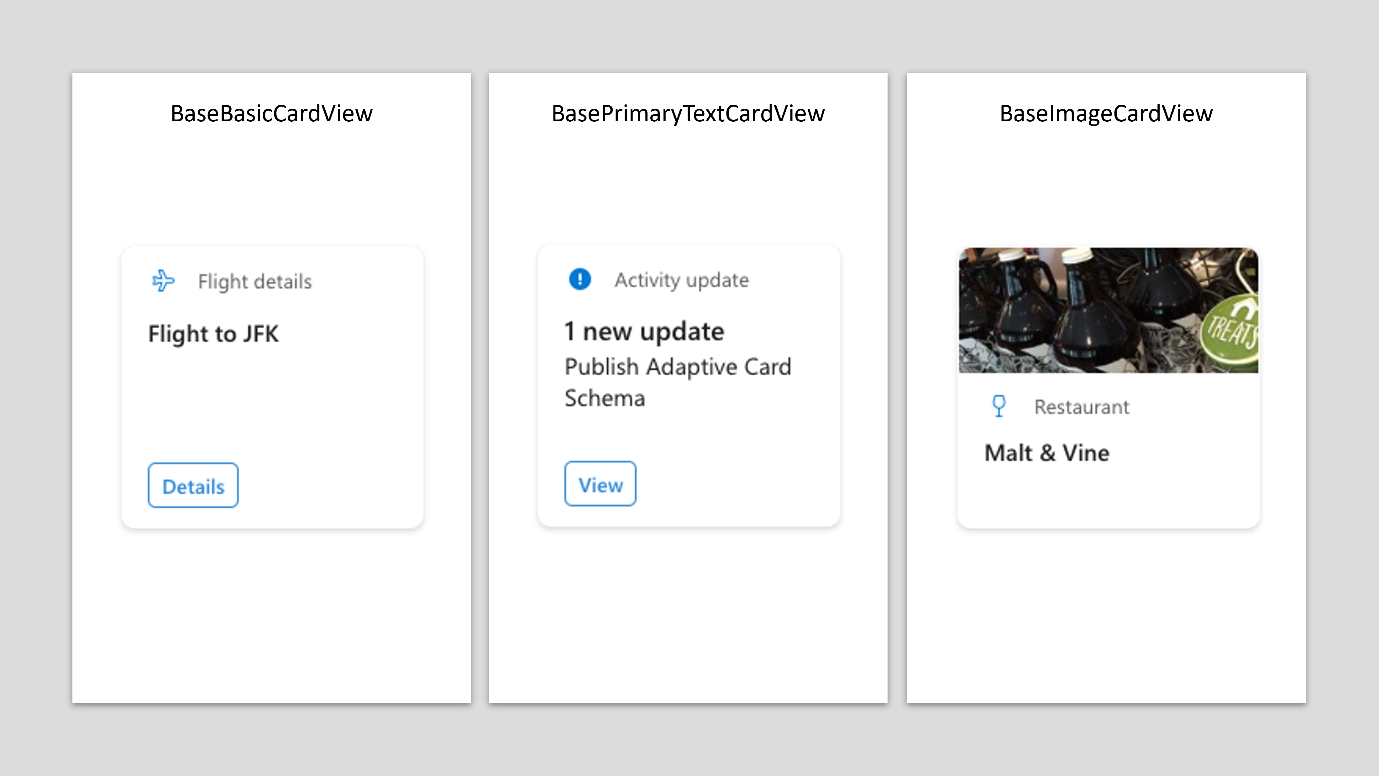 BaseBasicCardView
Flight details
Flight to JFK
Details
BasePrimaryTextCardView
Activity update
1 new update
Publish Adaptive Card
Schema
View
BaseImageCardView
TREATS
Restaurant
Malt & Vine